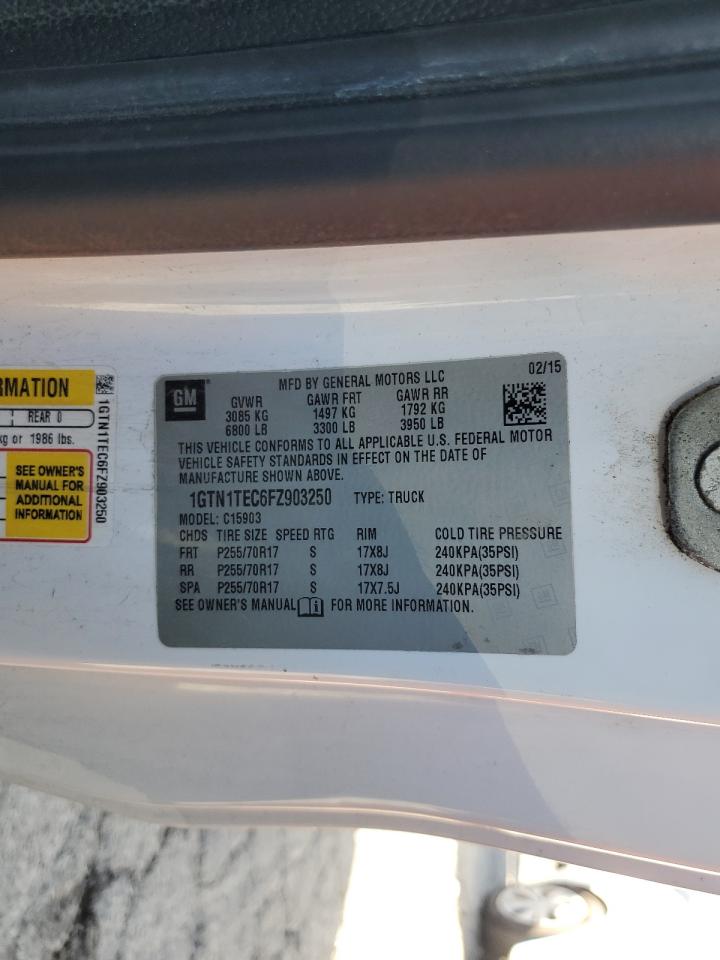 RMATION
REAR 0
kg or 1986 lbs.
SEE OWNER'S
MANUAL FOR
ADDITIONAL
INFORMATION
1GTN1TEC6FZ903250
GM
MFD BY GENERAL MOTORS LLC
02/15
GVWR GAWR FRT GAWR RR
3085 KG 1497 KG 1792 KG
6800 LB 3300 LB 3950 LB
THIS VEHICLE CONFORMS TO ALL APPLICABLE U.S. FEDERAL MOTOR
VEHICLE SAFETY STANDARDS IN EFFECT ON THE DATE OF
MANUFACTURE SHOWN ABOVE.
1GTN1TEC6FZ903250 TYPE: TRUCK
MODEL: C15903
CHDS TIRE SIZE SPEED RTG RIM COLD TIRE PRESSURE
FRT P255/70R17 S 17X8J 240KPA(35PSI)
RR P255/70R17 S 17X8J 240KPA(35PSI)
SPA P255/70R17 S 17X7.5J 240KPA(35PSI)
SEE OWNER'S MANUAL FOR MORE INFORMATION.